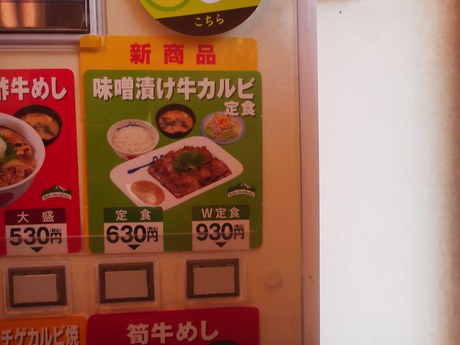 こちら
新商品
酢牛めし
味噌漬け牛カルビ
定食
大盛
530円
定食
630円
W定食
930円
チゲカルビ焼
筍牛めし